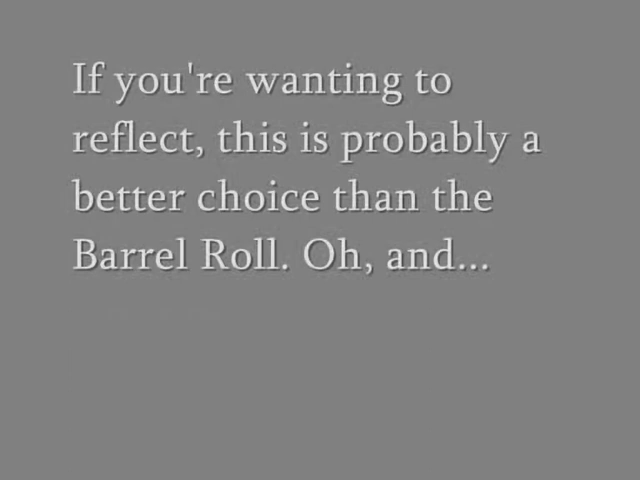 If you're wanting to
reflect, this is probably a
better choice than the
Barrel Roll. Oh, and...